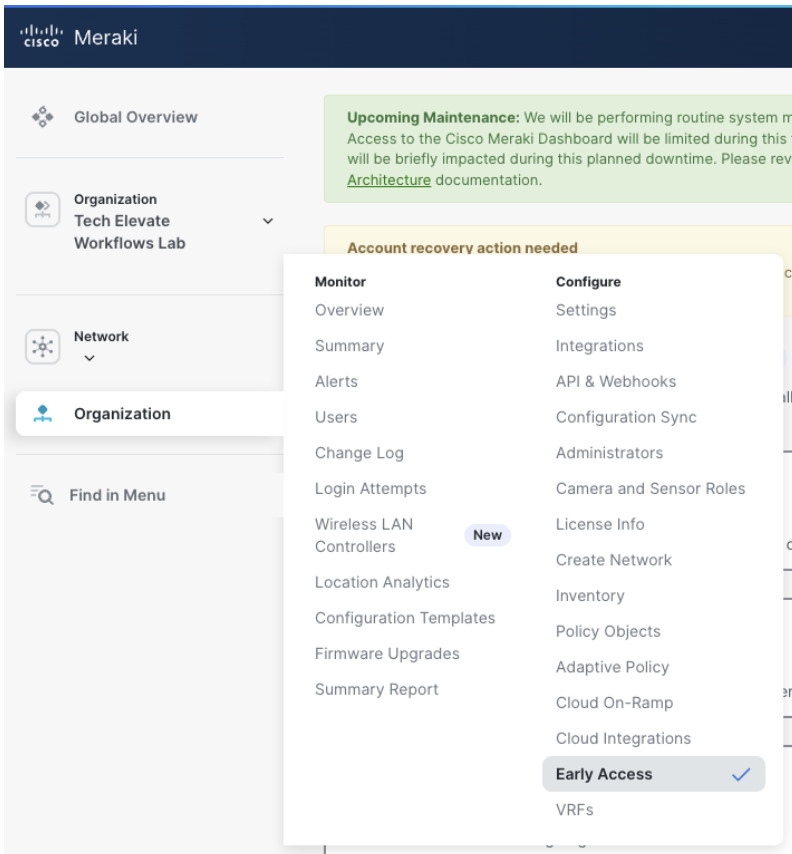 cisco Meraki
Global Overview
Organization
Tech Elevate
Workflows Lab
Network
Organization
Find in Menu
Upcoming Maintenance: We will be performing routine system
Access to the Cisco Meraki Dashboard will be limited during this
will be briefly impacted during this planned downtime. Please
Architecture documentation.
Account recovery action needed
Monitor
Overview
Summary
Alerts
Users
Change Log
Login Attempts
Wireless LAN
Controllers
New
Location Analytics
Configuration Templates
Firmware Upgrades
Summary Report
Configure
Settings
Integrations
API & Webhooks
Configuration Sync
Administrators
Camera and Sensor Roles
License Info
Create Network
Inventory
Policy Objects
Adaptive Policy
Cloud On-Ramp
Cloud Integrations
Early Access
VRFs